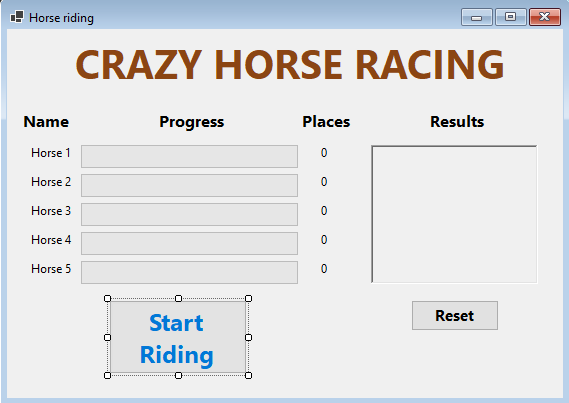 Horse riding
CRAZY HORSE RACING
Name Progress Places Results
Horse 1 0
Horse 2 0
Horse 3 0
Horse 4 0
Horse 5 0
Start
Riding
Reset